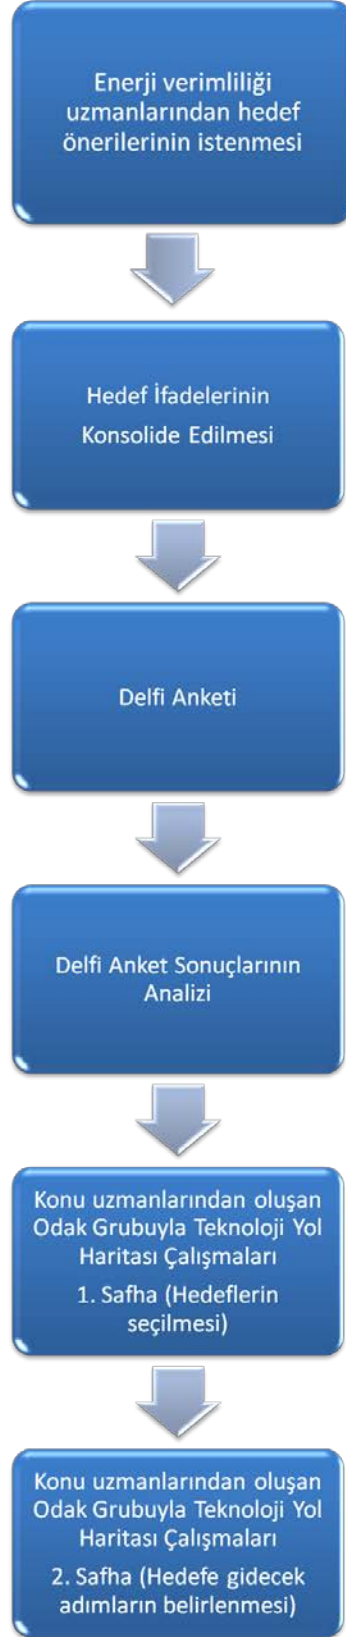 Enerji verimliliği
uzmanlarından hedef
önerilerinin istenmesi
Hedef İfadelerinin
Konsolide Edilmesi
Delfi Anketi
Delfi Anket Sonuçlarının
Analizi
Konu uzmanlarından oluşan
Odak Grubuyla Teknoloji Yol
Haritası Çalışmaları
1. Safha (Hedeflerin
seçilmesi)
Konu uzmanlarından oluşan
Odak Grubuyla Teknoloji Yol
Haritası Çalışmaları
2. Safha (Hedefe gidecek
adımların belirlenmesi)